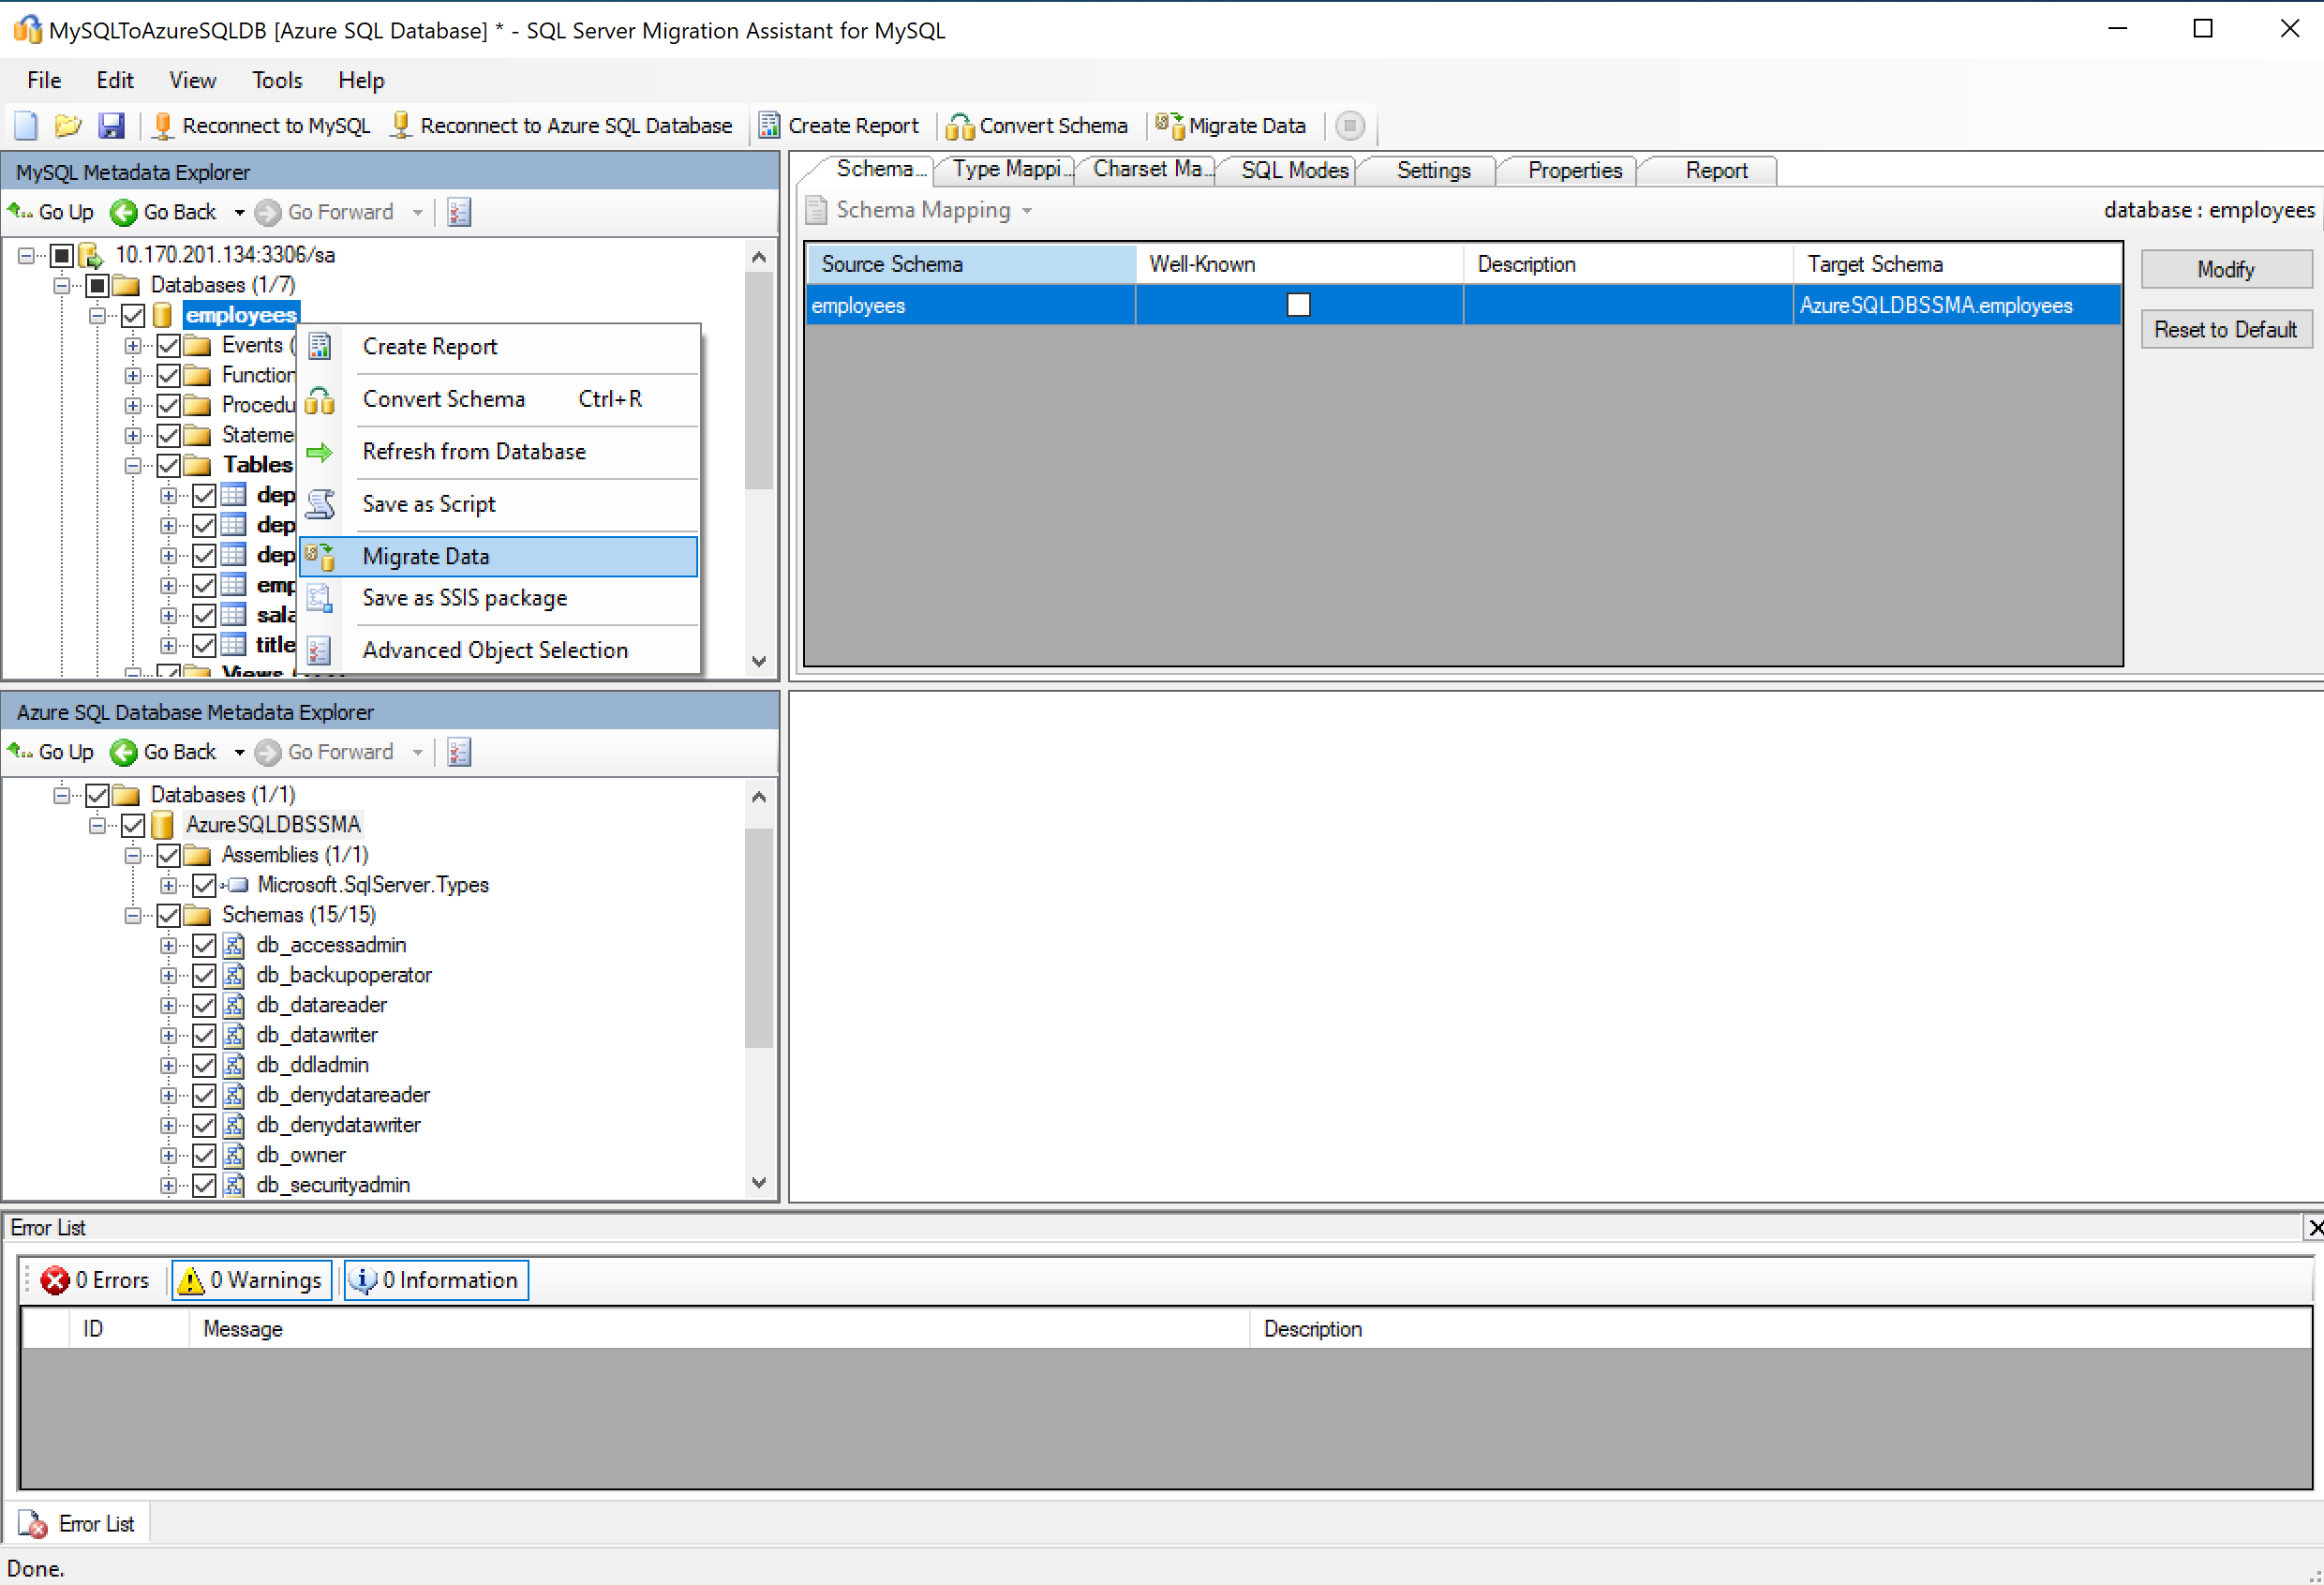 MySQLToAzureSQLDB [Azure SQL Database] * - SQL Server Migration Assistant for MySQL
File Edit View Tools Help
Reconnect to MySQL Reconnect to Azure SQL Database Create Report Convert Schema Migrate Data
MySQL Metadata Explorer
Go Up Go Back Go Forward
10.170.201.134:3306/sa
Databases (1/7)
employees
Events (
Function
Procedu
Stateme
Tables
dep
dep
dep
emp
sala
title
Views (
Create Report
Convert Schema Ctrl+R
Refresh from Database
Save as Script
Migrate Data
Save as SSIS package
Advanced Object Selection
Schema... Type Mappi... Charset Ma... SQL Modes Settings Properties Report
Schema Mapping database : employees
Source Schema Well-Known Description Target Schema
employees AzureSQLDBSSMA.employees
Modify
Reset to Default
Azure SQL Database Metadata Explorer
Go Up Go Back Go Forward
Databases (1/1)
AzureSQLDBSSMA
Assemblies (1/1)
Microsoft.SqlServer.Types
Schemas (15/15)
db_accessadmin
db_backupoperator
db_datareader
db_datawriter
db_ddladmin
db_denydatareader
db_denydatawriter
db_owner
db_securityadmin
Error List
0 Errors 0 Warnings 0 Information
ID Message Description
Error List
Done.